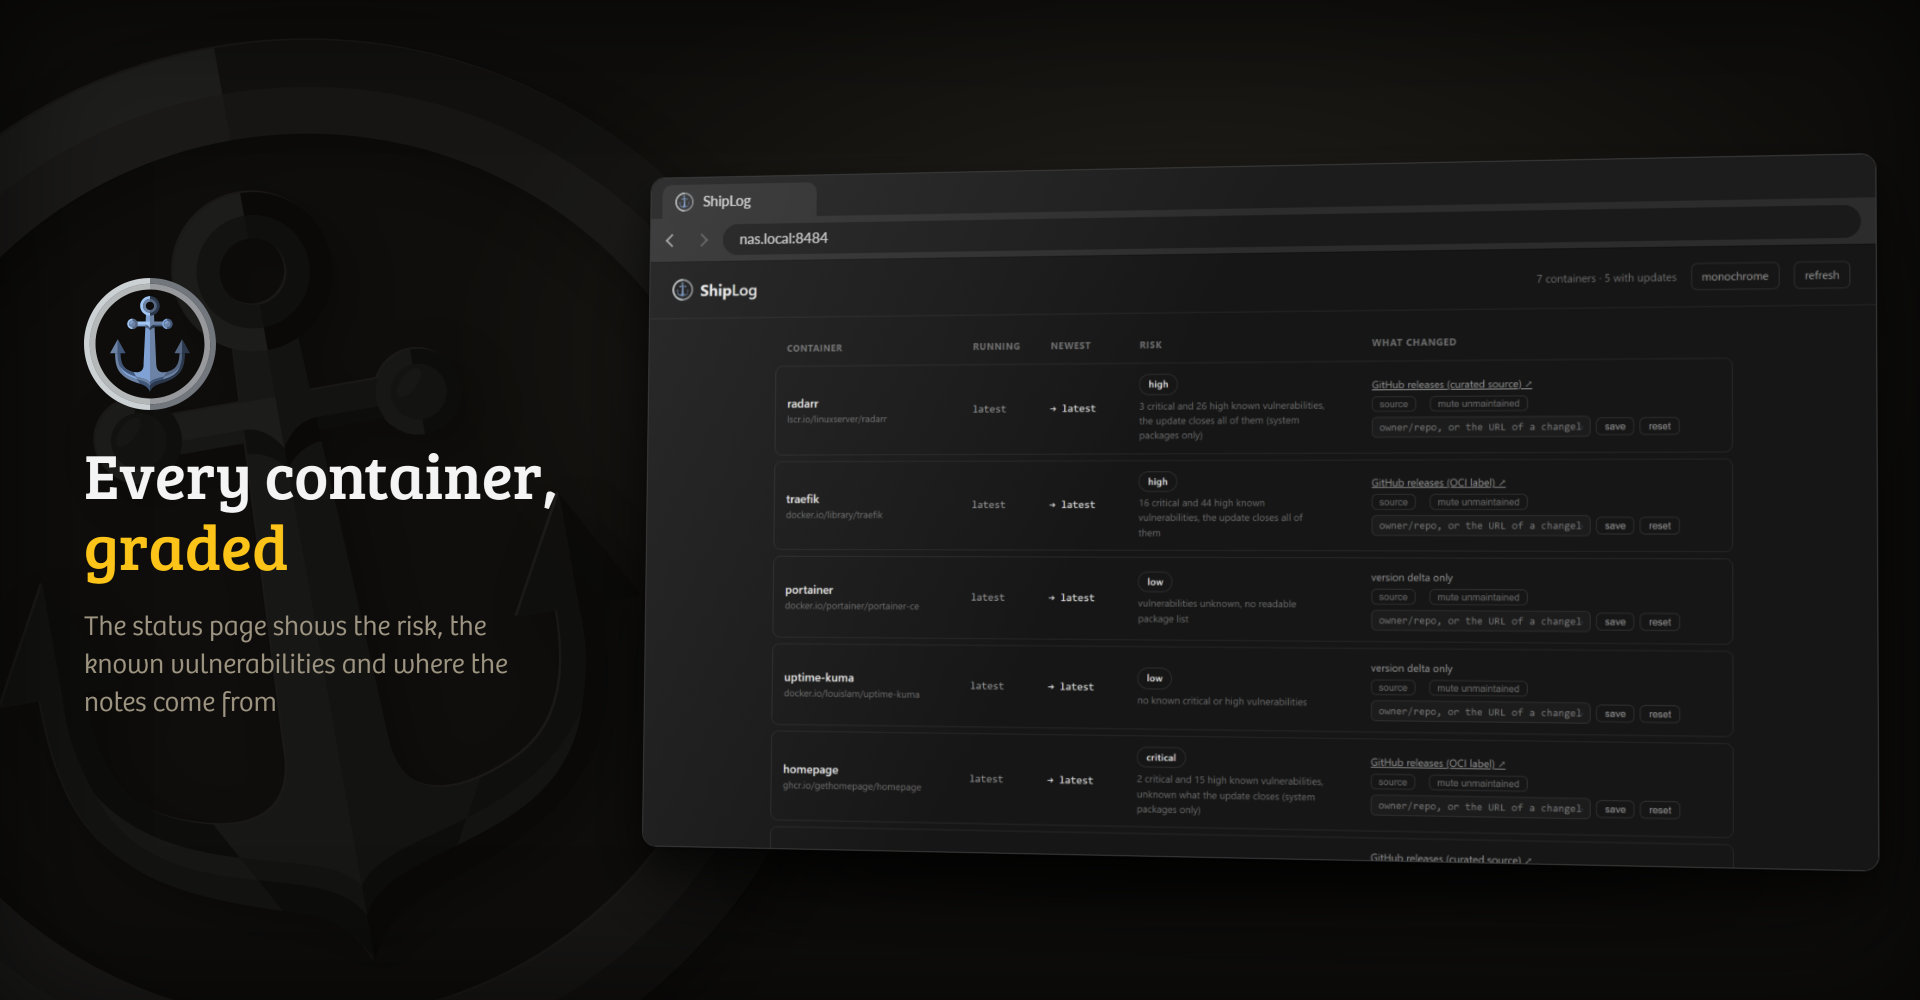 Every container,
graded
The status page shows the risk, the
known vulnerabilities and where the
notes come from
ShipLog
nas.local:8484
ShipLog
7 containers · 5 with updates
monochrome
refresh
CONTAINER
RUNNING
NEWEST
RISK
WHAT CHANGED
radarr
lscr.io/linuxserver/radarr
latest
→ latest
high
3 critical and 26 high known vulnerabilities,
the update closes all of them (system
packages only)
GitHub releases (curated source) ↗
source
mute unmaintained
owner/repo, or the URL of a changel
save
reset
traefik
docker.io/library/traefik
latest
→ latest
high
16 critical and 44 high known
vulnerabilities, the update closes all of
them
GitHub releases (OCI label) ↗
source
mute unmaintained
owner/repo, or the URL of a changel
save
reset
portainer
docker.io/portainer/portainer-ce
latest
→ latest
low
vulnerabilities unknown, no readable
package list
version delta only
source
mute unmaintained
owner/repo, or the URL of a changel
save
reset
uptime-kuma
docker.io/louislam/uptime-kuma
latest
→ latest
low
no known critical or high vulnerabilities
version delta only
source
mute unmaintained
owner/repo, or the URL of a changel
save
reset
homepage
ghcr.io/gethomepage/homepage
latest
→ latest
critical
2 critical and 15 high known vulnerabilities,
unknown what the update closes (system
packages only)
GitHub releases (OCI label) ↗
source
mute unmaintained
owner/repo, or the URL of a changel
save
reset
GitHub releases (curated source) ↗